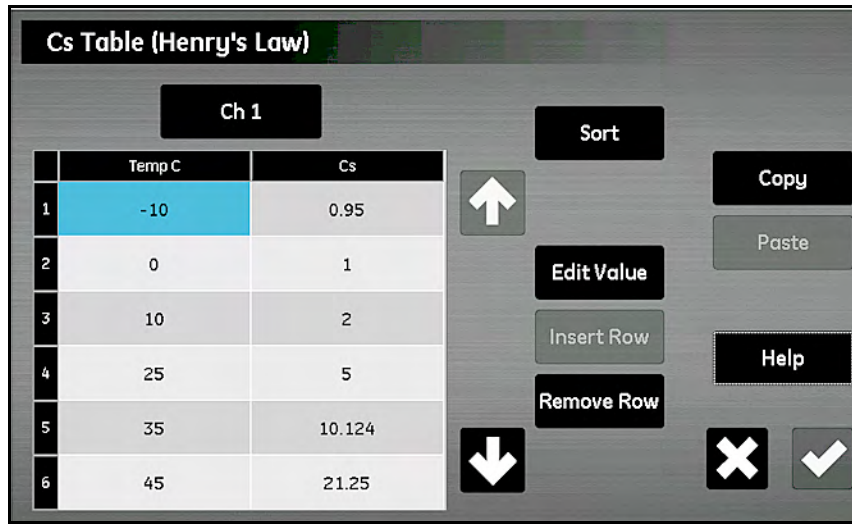 Cs Table (Henry's Law)
Ch 1
Sort
Temp C Cs
Copy
1 -10 0.95
Paste
2 0 1
Edit Value
3 10 2
Insert Row
Help
4 25 5
Remove Row
5 35 10.124
6 45 21.25